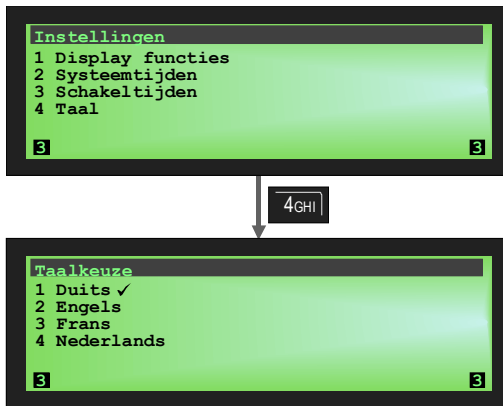 Instellingen
1 Display functies
2 Systeemtijden
3 Schakeltijden
4 Taal
3 3
4GHI
Taalkeuze
1 Duits ✓
2 Engels
3 Frans
4 Nederlands
3 3